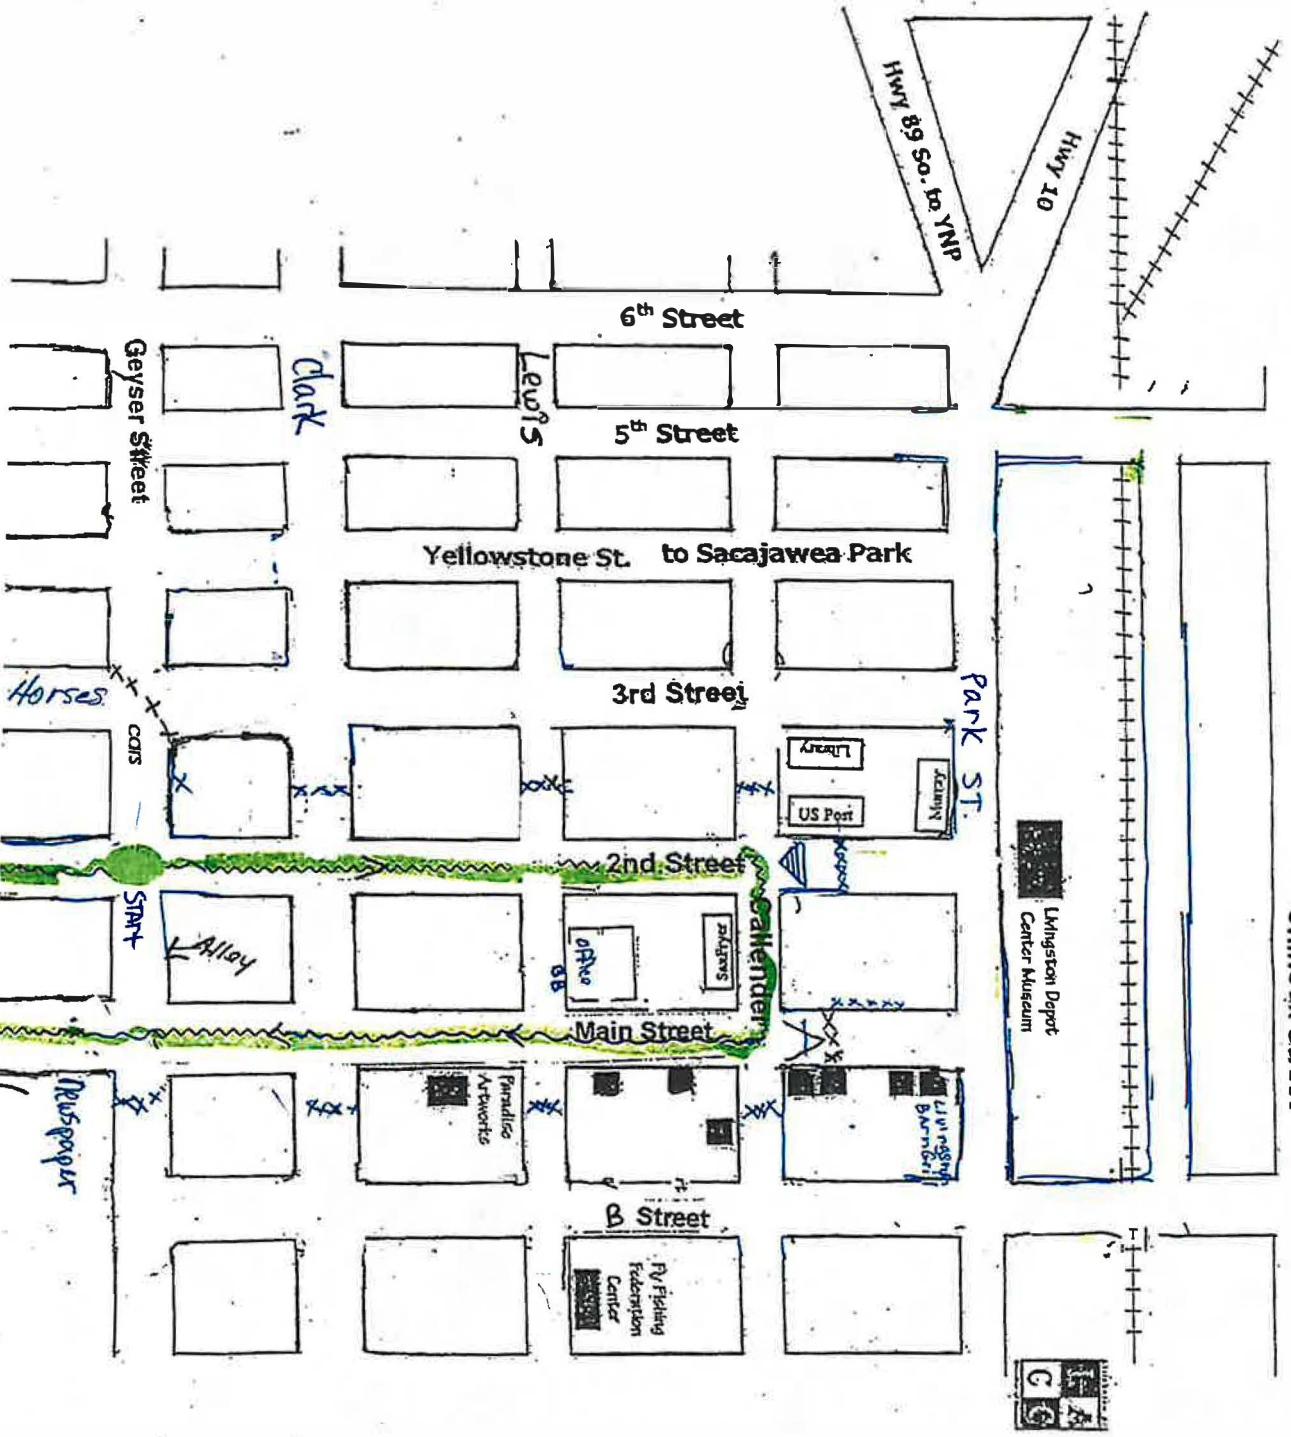 Hwy 89 So. to YNP
Hwy 10
6th Street
Geyser Street
Clark
Lewis
5th Street
Yellowstone St.
to Sacajawea Park
Horses
cars
3rd Street
Park ST.
Library
US Post
Murray
2nd Street
START
Alley
office
BB
SaxFryer
Callender
Livingston Depot
Center Museum
Main Street
Newspaper
Paradise
Artworks
Livingston
Bar n Grill
B Street
Fly Fishing
Federation
Center